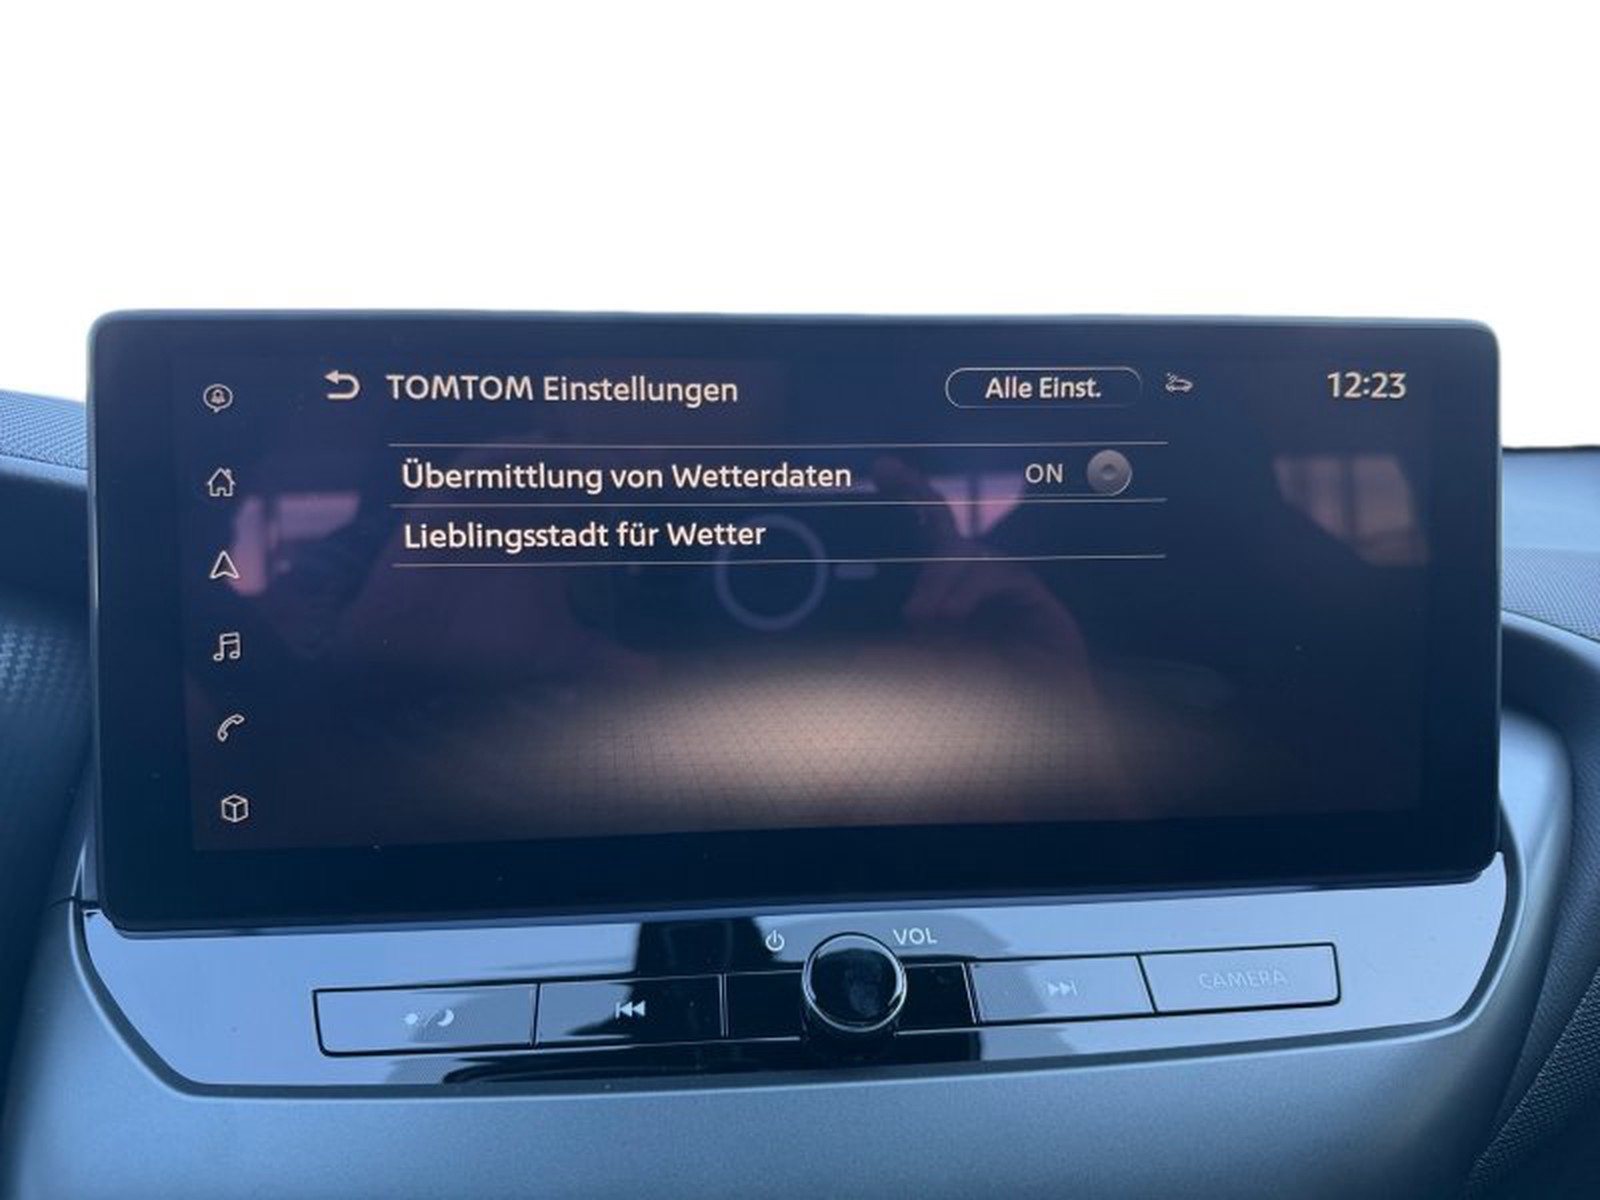 TOMTOM Einstellungen
Alle Einst.
12:23
Übermittlung von Wetterdaten
ON
Lieblingsstadt für Wetter
VOL
CAMERA